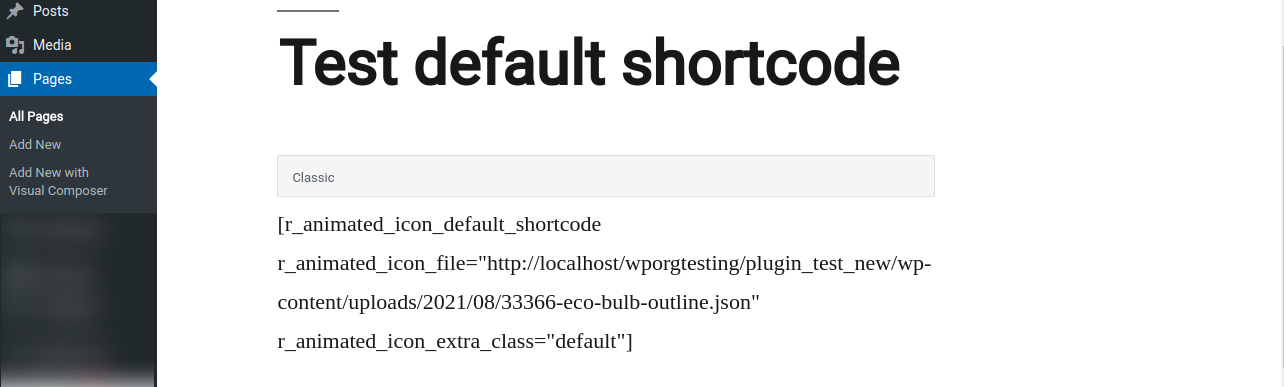 Posts
Media
Pages
All Pages
Add New
Add New with
Visual Composer
Test default shortcode
Classic
[r_animated_icon_default_shortcode
r_animated_icon_file="http://localhost/wporgtesting/plugin_test_new/wp-
content/uploads/2021/08/33366-eco-bulb-outline.json"
r_animated_icon_extra_class="default"]